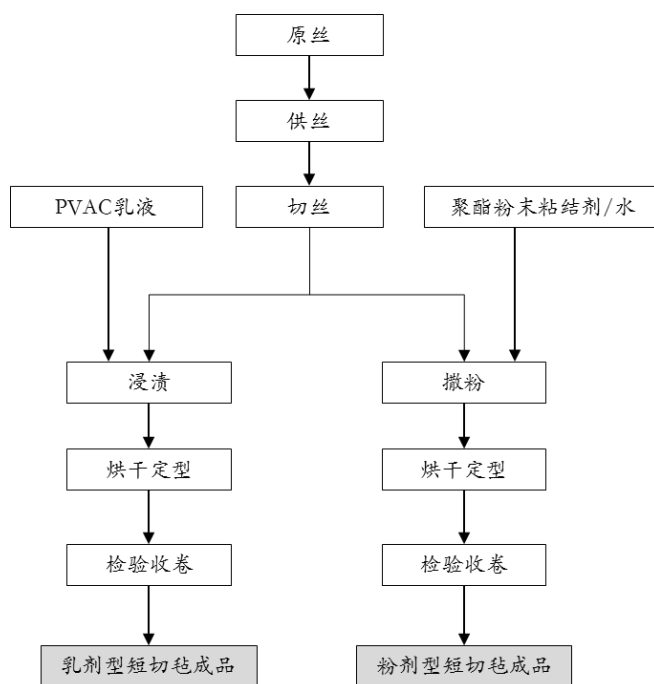 原丝
供丝
PVAC乳液
切丝
聚酯粉末粘结剂/水
浸渍
撒粉
烘干定型
烘干定型
检验收卷
检验收卷
乳剂型短切毡成品
粉剂型短切毡成品